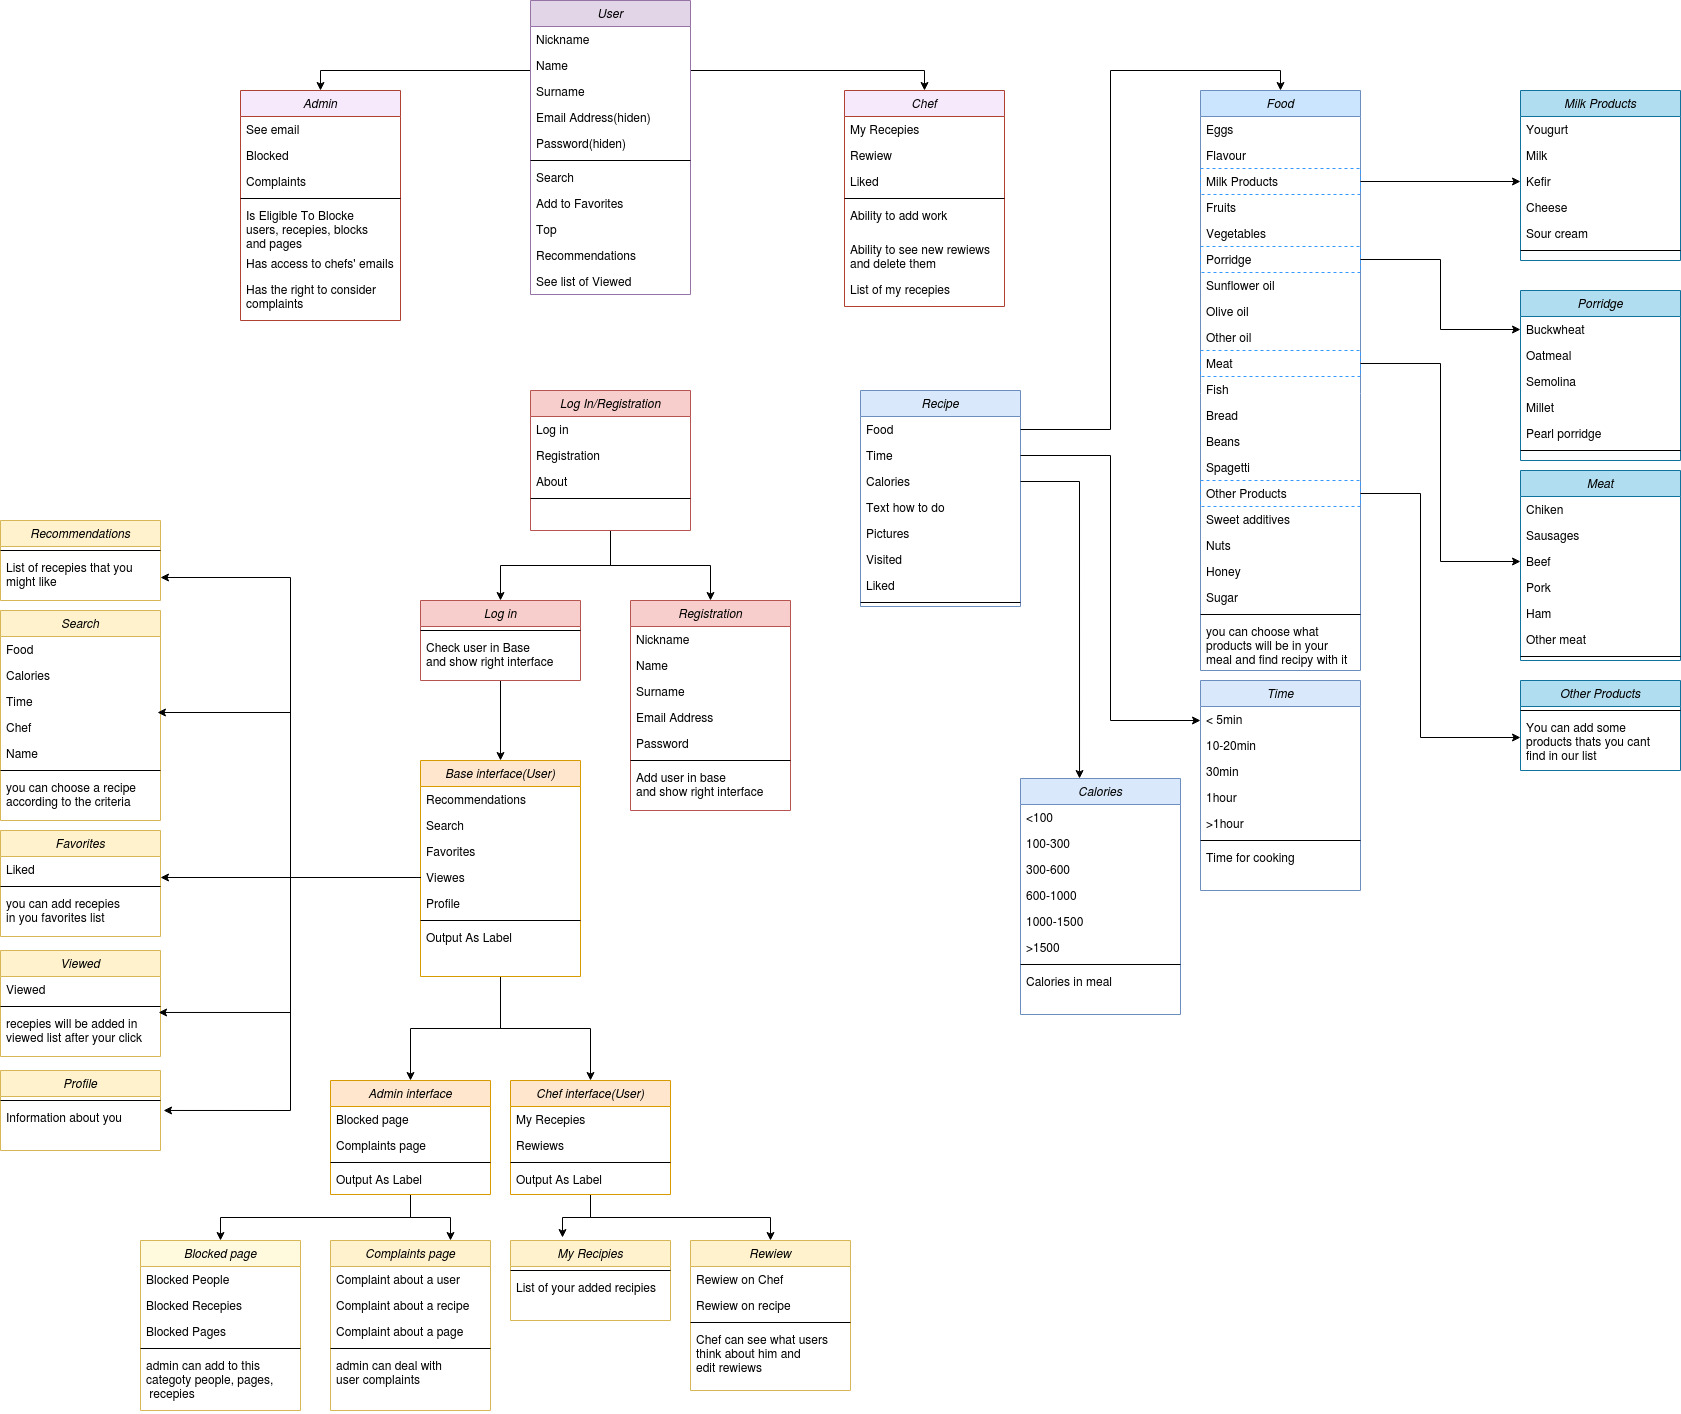 User
Nickname
Name
Surname
Email Address(hiden)
Password(hiden)
Search
Add to Favorites
Top
Recommendations
See list of Viewed
Admin
See email
Blocked
Complaints
Is Eligible To Blocke
users, recepies, blocks
and pages
Has access to chefs' emails
Has the right to consider
complaints
Chef
My Recepies
Rewiew
Liked
Ability to add work
Ability to see new rewiews
and delete them
List of my recepies
Food
Eggs
Flavour
Milk Products
Fruits
Vegetables
Porridge
Sunflower oil
Olive oil
Other oil
Meat
Fish
Bread
Beans
Spagetti
Other Products
Sweet additives
Nuts
Honey
Sugar
you can choose what
products will be in your
meal and find recipy with it
Milk Products
Yougurt
Milk
Kefir
Cheese
Sour cream
Porridge
Buckwheat
Oatmeal
Semolina
Millet
Pearl porridge
Meat
Chiken
Sausages
Beef
Pork
Ham
Other meat
Other Products
You can add some
products thats you cant
find in our list
Log In/Registration
Log in
Registration
About
Recipe
Food
Time
Calories
Text how to do
Pictures
Visited
Liked
Log in
Check user in Base
and show right interface
Registration
Nickname
Name
Surname
Email Address
Password
Add user in base
and show right interface
Time
< 5min
10-20min
30min
1hour
>1hour
Time for cooking
Calories
<100
100-300
300-600
600-1000
1000-1500
>1500
Calories in meal
Recommendations
List of recepies that you
might like
Search
Food
Calories
Time
Chef
Name
you can choose a recipe
according to the criteria
Favorites
Liked
you can add recepies
in you favorites list
Viewed
Viewed
recepies will be added in
viewed list after your click
Profile
Information about you
Base interface(User)
Recommendations
Search
Favorites
Viewes
Profile
Output As Label
Admin interface
Blocked page
Complaints page
Output As Label
Chef interface(User)
My Recepies
Rewiews
Output As Label
Blocked page
Blocked People
Blocked Recepies
Blocked Pages
admin can add to this
categoty people, pages,
recepies
Complaints page
Complaint about a user
Complaint about a recipe
Complaint about a page
admin can deal with
user complaints
My Recipies
List of your added recipies
Rewiew
Rewiew on Chef
Rewiew on recipe
Chef can see what users
think about him and
edit rewiews